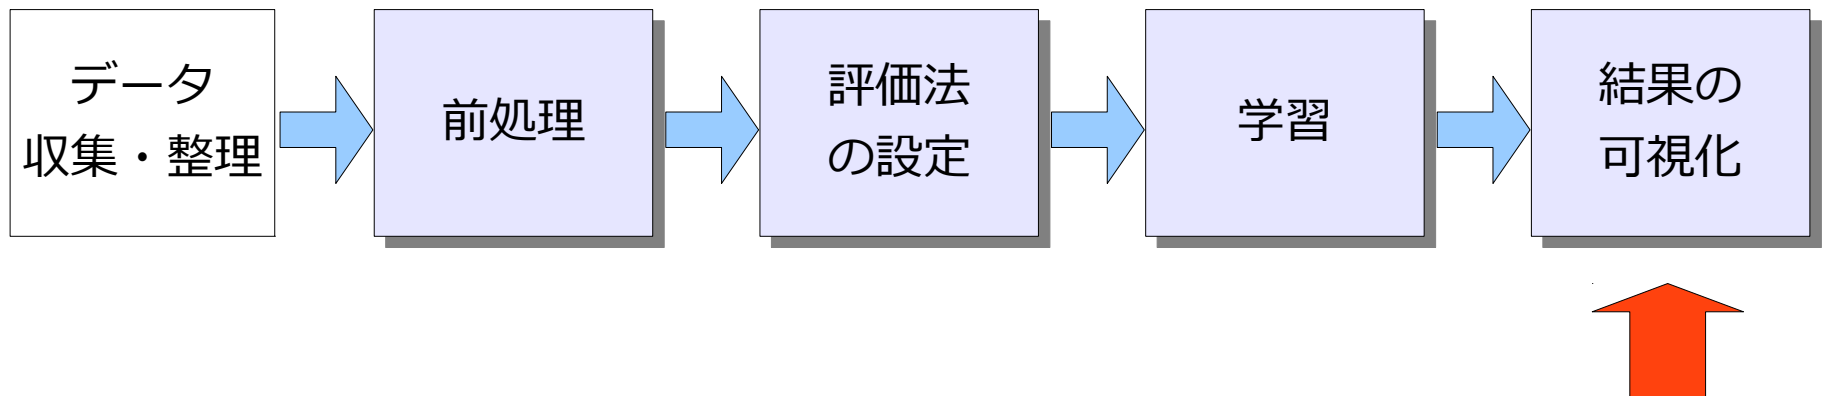 データ
収集・整理
前処理
評価法
の設定
学習
結果の
可視化